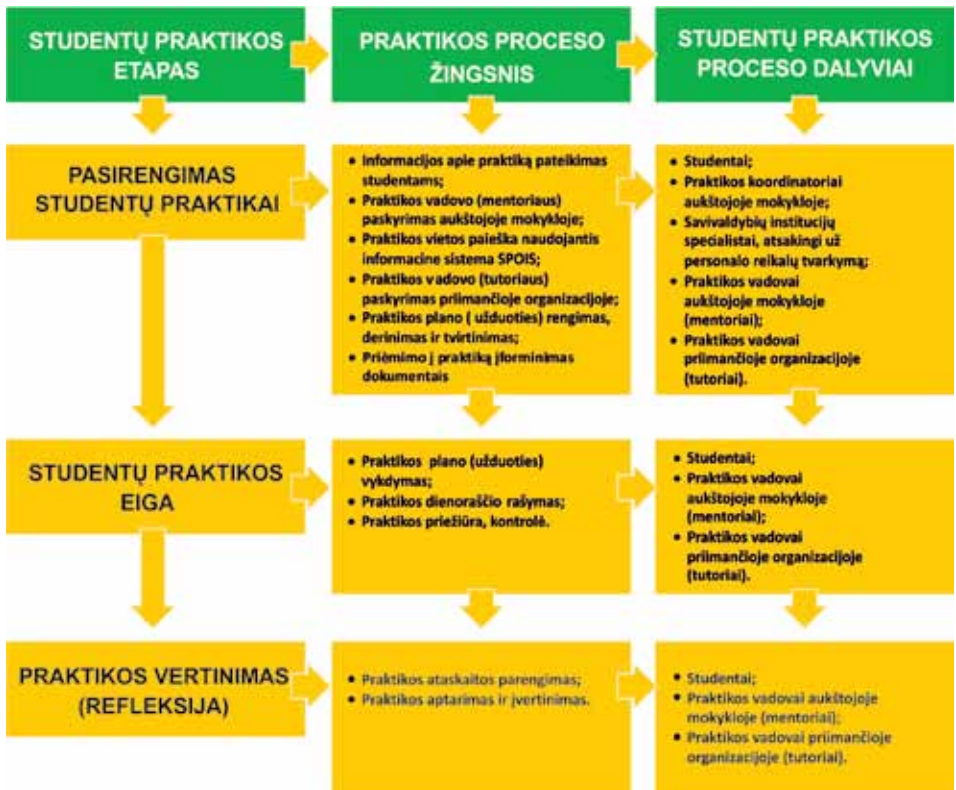 STUDENTŲ PRAKTIKOS
ETAPAS
PRAKTIKOS PROCESO
ŽINGSNIS
STUDENTŲ PRAKTIKOS
PROCESO DALYVIAI
PASIRENGIMAS
STUDENTŲ PRAKTIKAI
• Informacijos apie praktiką pateikimas
studentams;
• Praktikos vadovo (mentoriaus)
paskyrimas aukštojoje mokykloje;
• Praktikos vietos paieška naudojantis
informacine sistema SPOIS;
• Praktikos vadovo (tutoriaus)
paskyrimas priimančioje organizacijoje;
• Praktikos plano ( užduoties) rengimas,
derinimas ir tvirtinimas;
• Priėmimo į praktiką įforminimas
dokumentais
• Studentai;
• Praktikos koordinatoriai
aukštojoje mokykloje;
• Savivaldybių institucijų
specialistai, atsakingi už
personalo reikalų tvarkymą;
• Praktikos vadovai
aukštojoje mokykloje
(mentoriai);
• Praktikos vadovai
priimančioje organizacijoje
(tutoriai).
STUDENTŲ PRAKTIKOS
EIGA
• Praktikos plano (užduoties)
vykdymas;
• Praktikos dienoraščio rašymas;
• Praktikos priežiūra, kontrolė.
• Studentai;
• Praktikos vadovai
aukštojoje mokykloje
(mentoriai);
• Praktikos vadovai
priimančioje organizacijoje
(tutoriai).
PRAKTIKOS VERTINIMAS
(REFLEKSIJA)
• Praktikos ataskaitos parengimas;
• Praktikos aptarimas ir įvertinimas.
• Studentai;
• Praktikos vadovai aukštojoje
mokykloje (mentoriai);
• Praktikos vadovai priimančioje
organizacijoje (tutoriai).